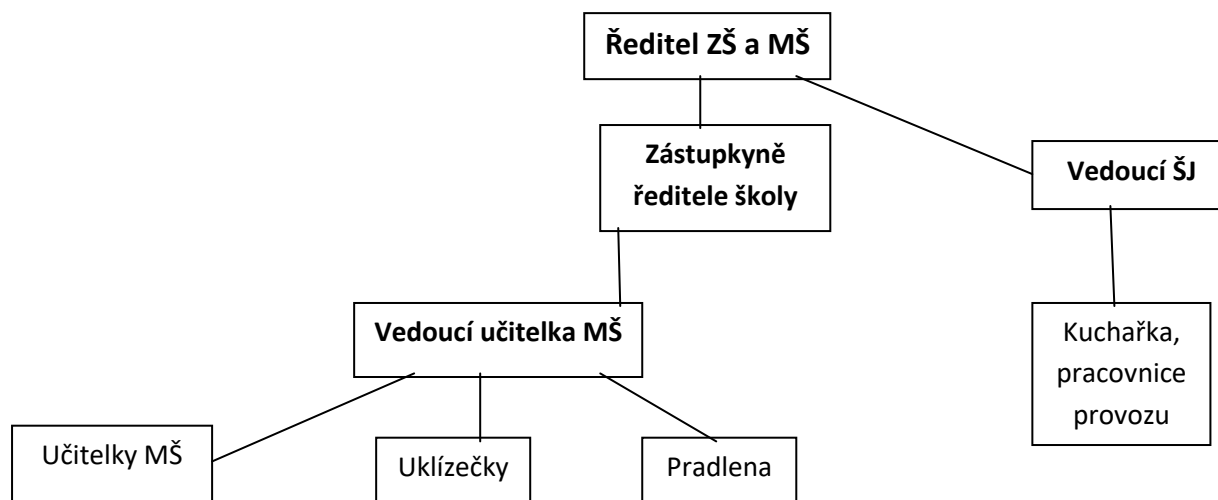 Ředitel ZŠ a MŠ
Zástupkyně
ředitele školy
Vedoucí ŠJ
Vedoucí učitelka MŠ
Kuchařka,
pracovnice
provozu
Učitelky MŠ
Uklízečky
Pradlena